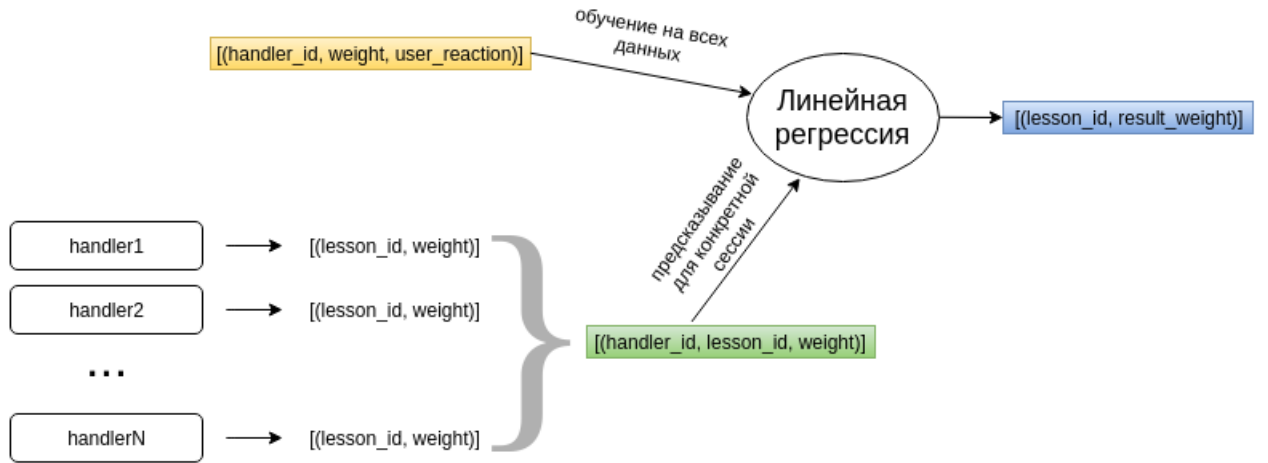 обучение на всех
данных
[(handler_id, weight, user_reaction)]
Линейная
регрессия
[(lesson_id, result_weight)]
предсказывание
для конкретной
сессии
handler1
[(lesson_id, weight)]
handler2
[(lesson_id, weight)]
[(handler_id, lesson_id, weight)]
...
handlerN
[(lesson_id, weight)]